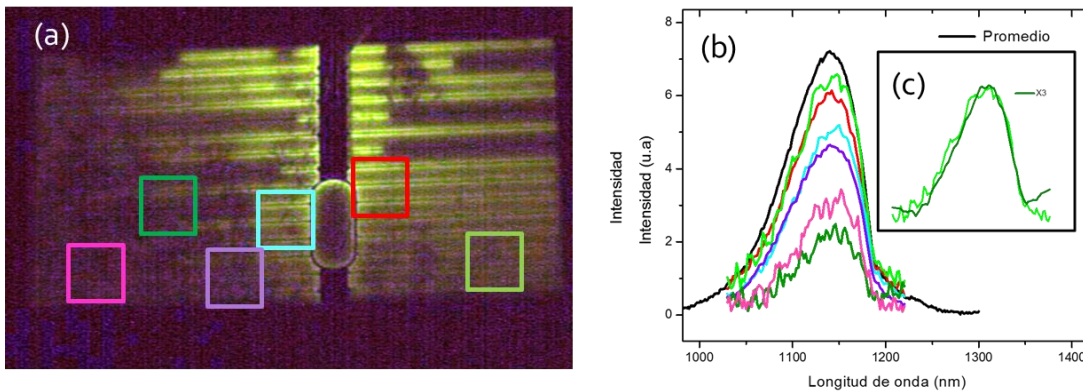 (a)
(b)
Promedio
(c)
X3
Intensidad
Intensidad (u.a)
8
6
4
2
0
1000
1100
1200
1300
1400
Longitud de onda (nm)